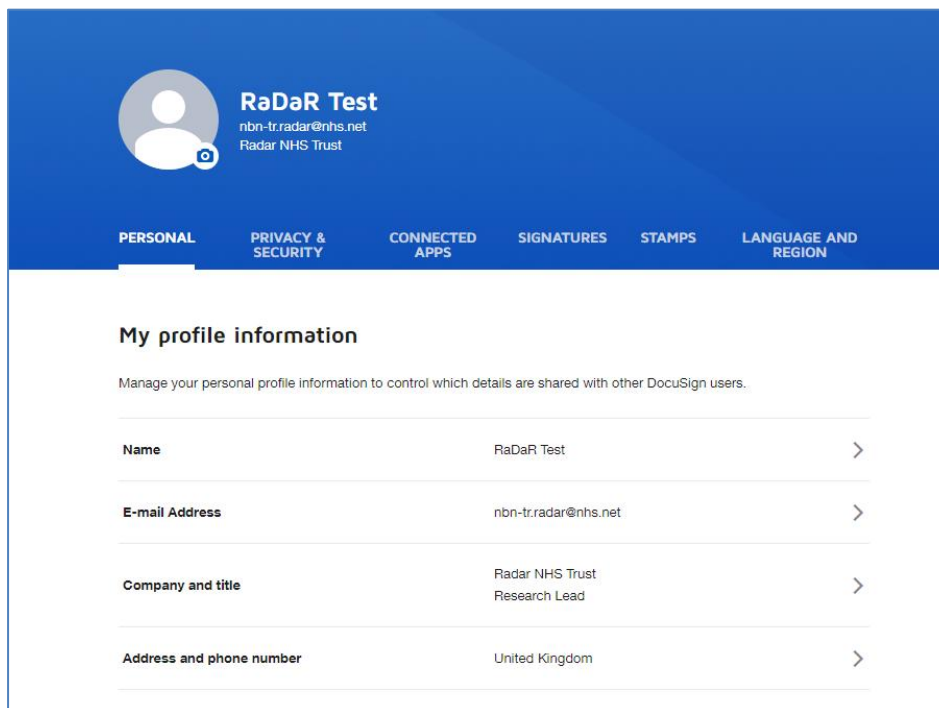 RaDaR Test
nbn-tr.radar@nhs.net
Radar NHS Trust
PERSONAL
PRIVACY &
SECURITY
CONNECTED
APPS
SIGNATURES
STAMPS
LANGUAGE AND
REGION
My profile information
Manage your personal profile information to control which details are shared with other DocuSign users.
Name
RaDaR Test
E-mail Address
nbn-tr.radar@nhs.net
Company and title
Radar NHS Trust
Research Lead
Address and phone number
United Kingdom